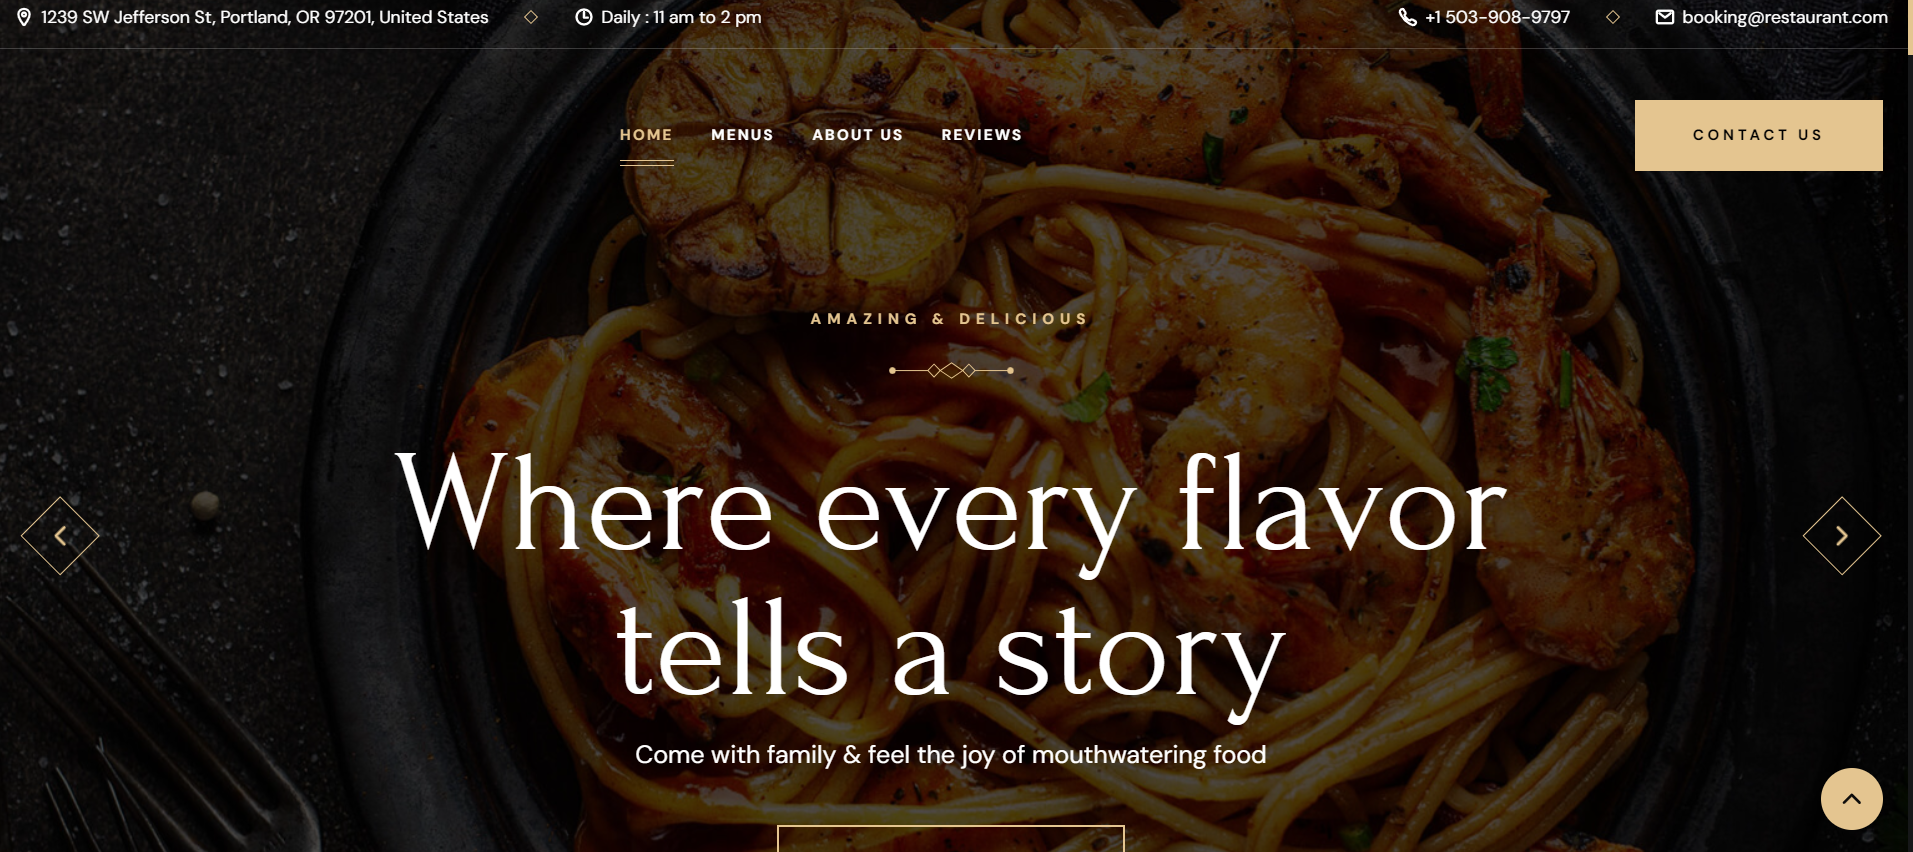 1239 SW Jefferson St, Portland, OR 97201, United States
Daily : 11 am to 2 pm
+1 503-908-9797
booking@restaurant.com
HOME
MENUS
ABOUT US
REVIEWS
CONTACT US
AMAZING & DELICIOUS
Where every flavor
tells a story
Come with family & feel the joy of mouthwatering food